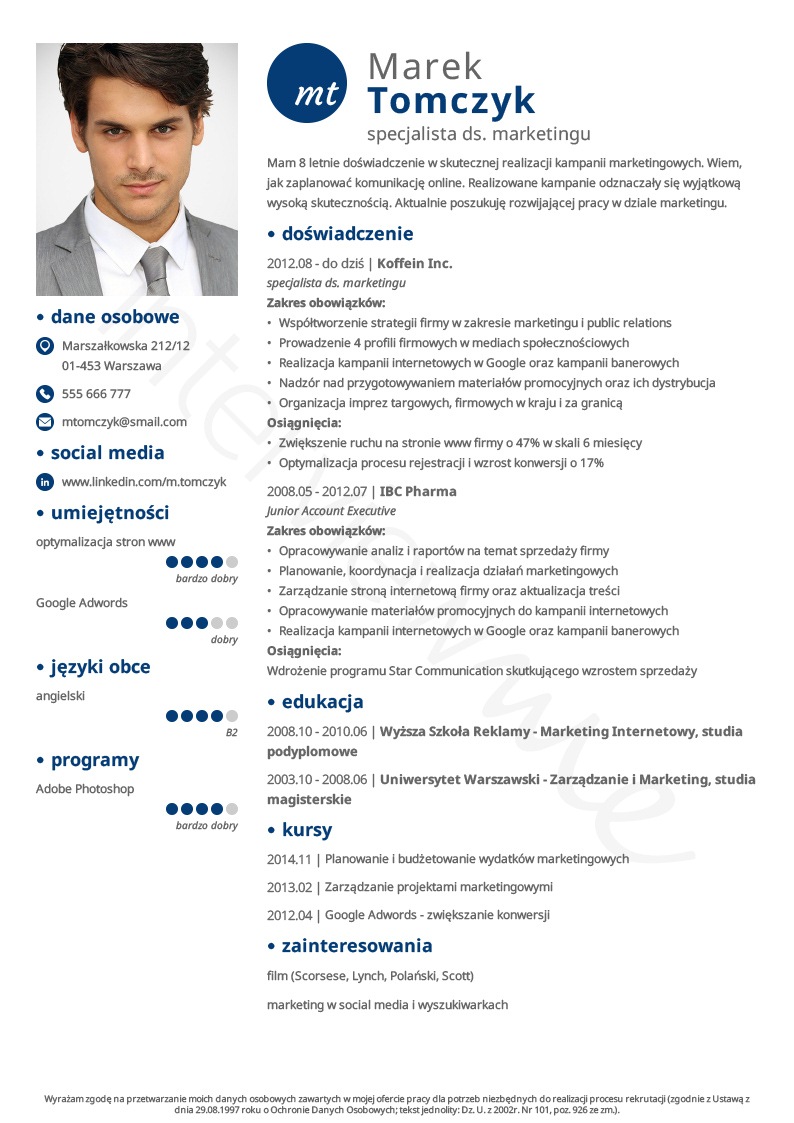 mt
Marek
Tomczyk
specjalista ds. marketingu
Mam 8 letnie doświadczenie w skutecznej realizacji kampanii marketingowych. Wiem,
jak zaplanować komunikację online. Realizowane kampanie odznaczały się wyjątkową
wysoką skutecznością. Aktualnie poszukuję rozwijającej pracy w dziale marketingu.
• dane osobowe
Marszałkowska 212/12
01-453 Warszawa
555 666 777
mtomczyk@smail.com
• social media
in www.linkedin.com/m.tomczyk
• umiejętności
optymalizacja stron www
bardzo dobry
Google Adwords
dobry
• języki obce
angielski
B2
• programy
Adobe Photoshop
bardzo dobry
• doświadczenie
2012.08 - do dziś | Koffein Inc.
specjalista ds. marketingu
Zakres obowiązków:
• Współtworzenie strategii firmy w zakresie marketingu i public relations
• Prowadzenie 4 profili firmowych w mediach społecznościowych
• Realizacja kampanii internetowych w Google oraz kampanii banerowych
• Nadzór nad przygotowywaniem materiałów promocyjnych oraz ich dystrybucja
• Organizacja imprez targowych, firmowych w kraju i za granicą
Osiągnięcia:
• Zwiększenie ruchu na stronie www firmy o 47% w skali 6 miesięcy
• Optymalizacja procesu rejestracji i wzrost konwersji o 17%
2008.05 - 2012.07 | IBC Pharma
Junior Account Executive
Zakres obowiązków:
• Opracowywanie analiz i raportów na temat sprzedaży firmy
• Planowanie, koordynacja i realizacja działań marketingowych
• Zarządzanie stroną internetową firmy oraz aktualizacja treści
• Opracowywanie materiałów promocyjnych do kampanii internetowych
• Realizacja kampanii internetowych w Google oraz kampanii banerowych
Osiągnięcia:
Wdrożenie programu Star Communication skutkującego wzrostem sprzedaży
• edukacja
2008.10 - 2010.06 | Wyższa Szkoła Reklamy - Marketing Internetowy, studia
podyplomowe
2003.10 - 2008.06 | Uniwersytet Warszawski - Zarządzanie i Marketing, studia
magisterskie
• kursy
2014.11 | Planowanie i budżetowanie wydatków marketingowych
2013.02 | Zarządzanie projektami marketingowymi
2012.04 | Google Adwords - zwiększanie konwersji
• zainteresowania
film (Scorsese, Lynch, Polański, Scott)
marketing w social media i wyszukiwarkach
interviewme
Wyrażam zgodę na przetwarzanie moich danych osobowych zawartych w mojej ofercie pracy dla potrzeb niezbędnych do realizacji procesu rekrutacji (zgodnie z Ustawą z
dnia 29.08.1997 roku o Ochronie Danych Osobowych; tekst jednolity: Dz. U. z 2002r. Nr 101, poz. 926 ze zm.).